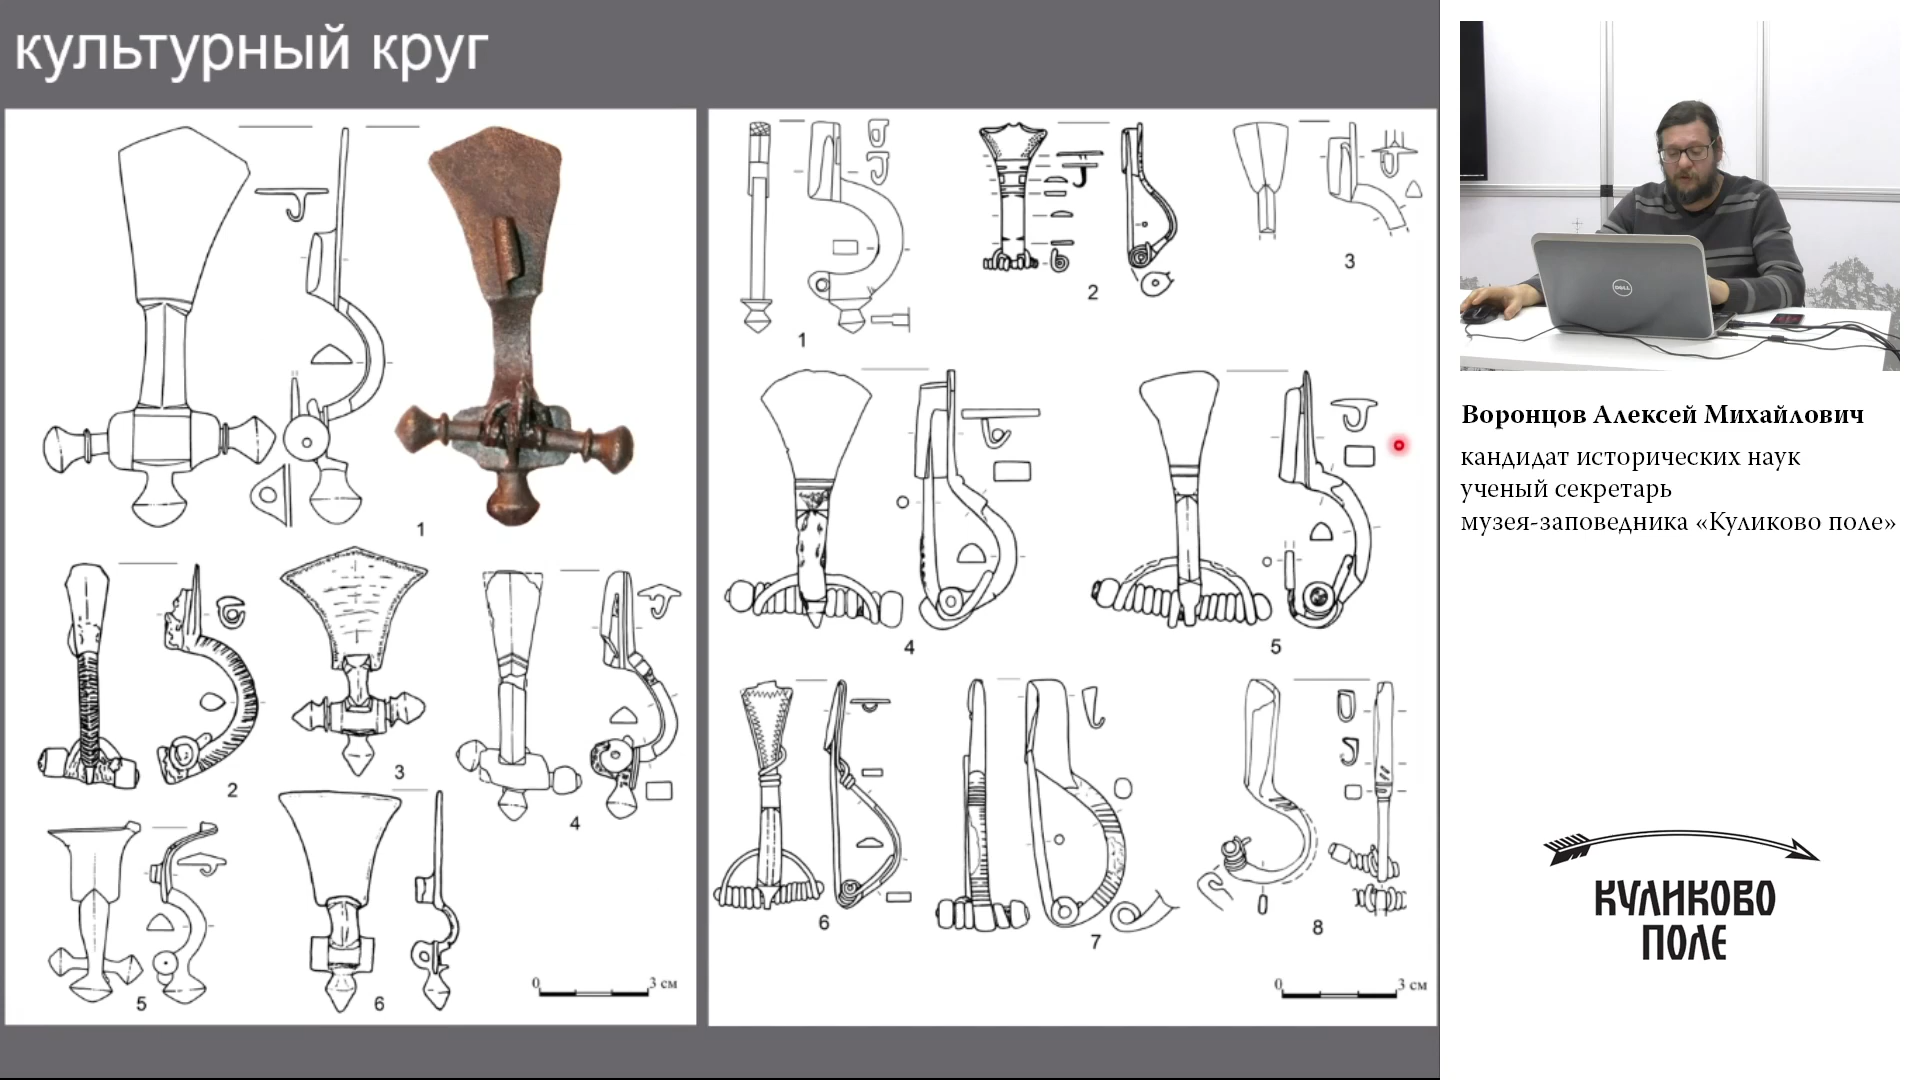 культурный круг
1
2
3
4
5
6
0 3 см
1
2
3
4
5
6
7
8
0 3 см
DELL
Воронцов Алексей Михайлович
кандидат исторических наук
ученый секретарь
музея-заповедника «Куликово поле»
КУЛИКОВО
ПОЛЕ